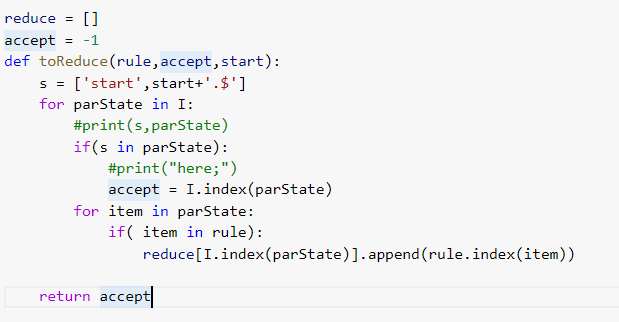 reduce = []
accept = -1
def toReduce(rule,accept,start):
    s = ['start',start+'.$']
    for parState in I:
        #print(s,parState)
        if(s in parState):
            #print("here;")
            accept = I.index(parState)
        for item in parState:
            if( item in rule):
                reduce[I.index(parState)].append(rule.index(item))
    return accept